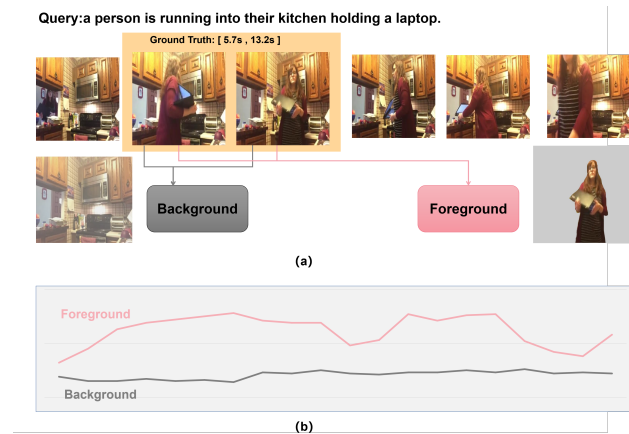 Query:a person is running into their kitchen holding a laptop.
Ground Truth: [ 5.7s , 13.2s ]
Background
Foreground
(a)
Foreground
Background
(b)